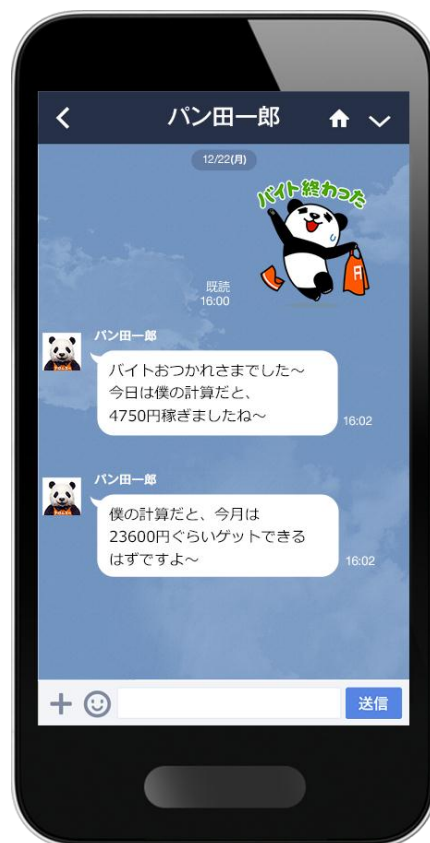 パン田一郎
12/22(月)
バイト終わった
既読
16:00
パン田一郎
バイトおつかれさまでした～
今日は僕の計算だと、
4750円稼ぎましたね～
16:02
パン田一郎
僕の計算だと、今月は
23600円ぐらいゲットできる
はずですよ～
16:02
送信